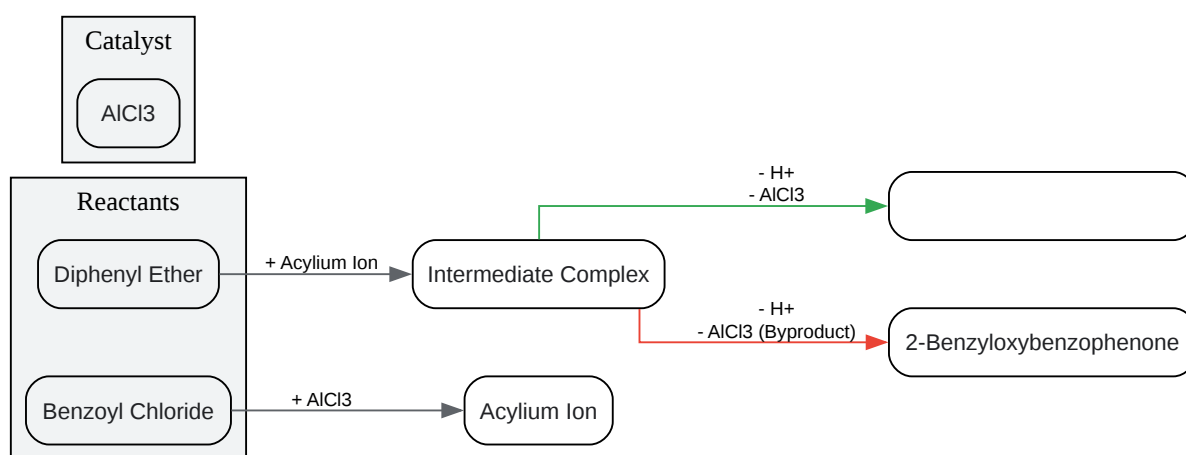 Catalyst
AlCl3
Reactants
Diphenyl Ether
+ Acylium Ion
Intermediate Complex
- H+
- AlCl3
- H+
- AlCl3 (Byproduct)
2-Benzyloxybenzophenone
Benzoyl Chloride
+ AlCl3
Acylium Ion